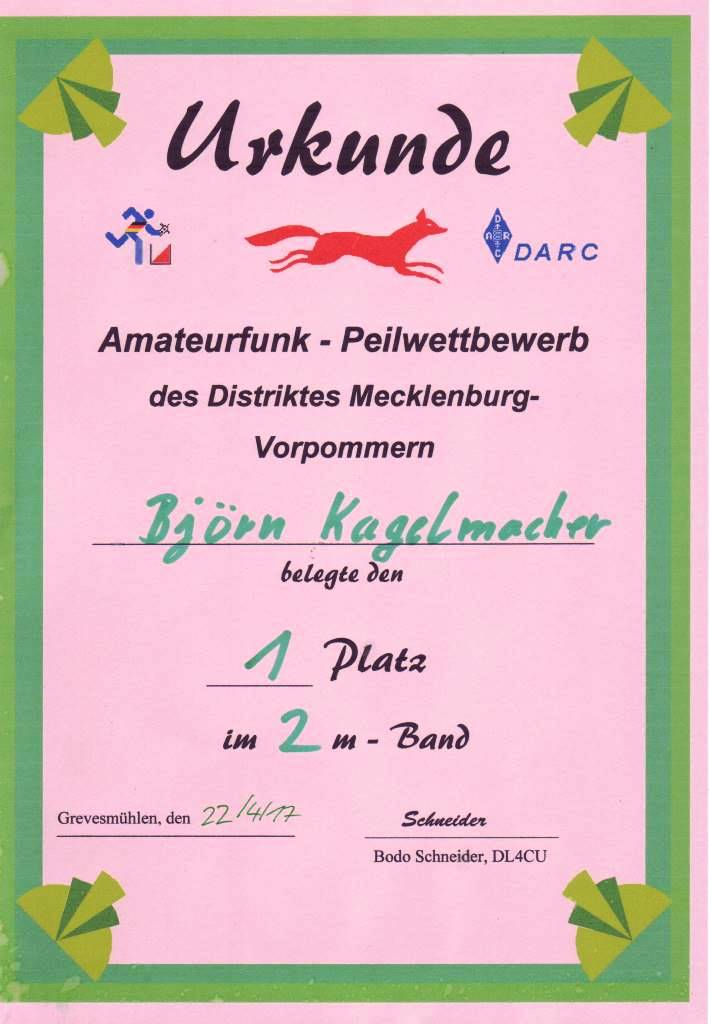 Urkunde
DARC
DARC
Amateurfunk - Peilwettbewerb
des Distriktes Mecklenburg-
Vorpommern
Björn Kagelmacher
belegte den
1 Platz
im 2 m - Band
Grevesmühlen, den 22/4/17
Schneider
Bodo Schneider, DL4CU